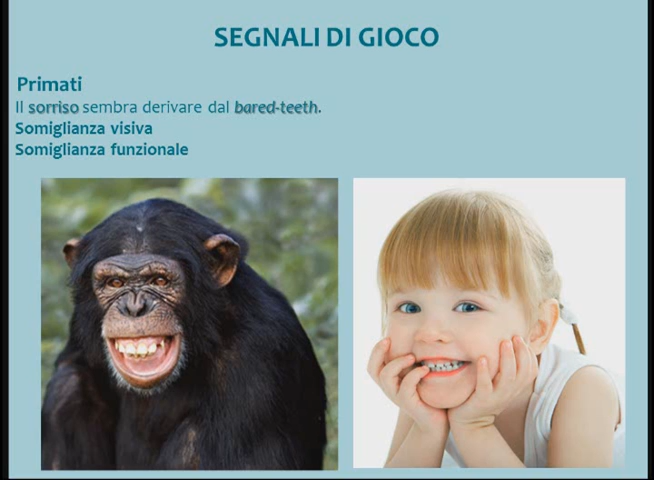 SEGNALI DI GIOCO
Primati
Il sorriso sembra derivare dal bared-teeth.
Somiglianza visiva
Somiglianza funzionale